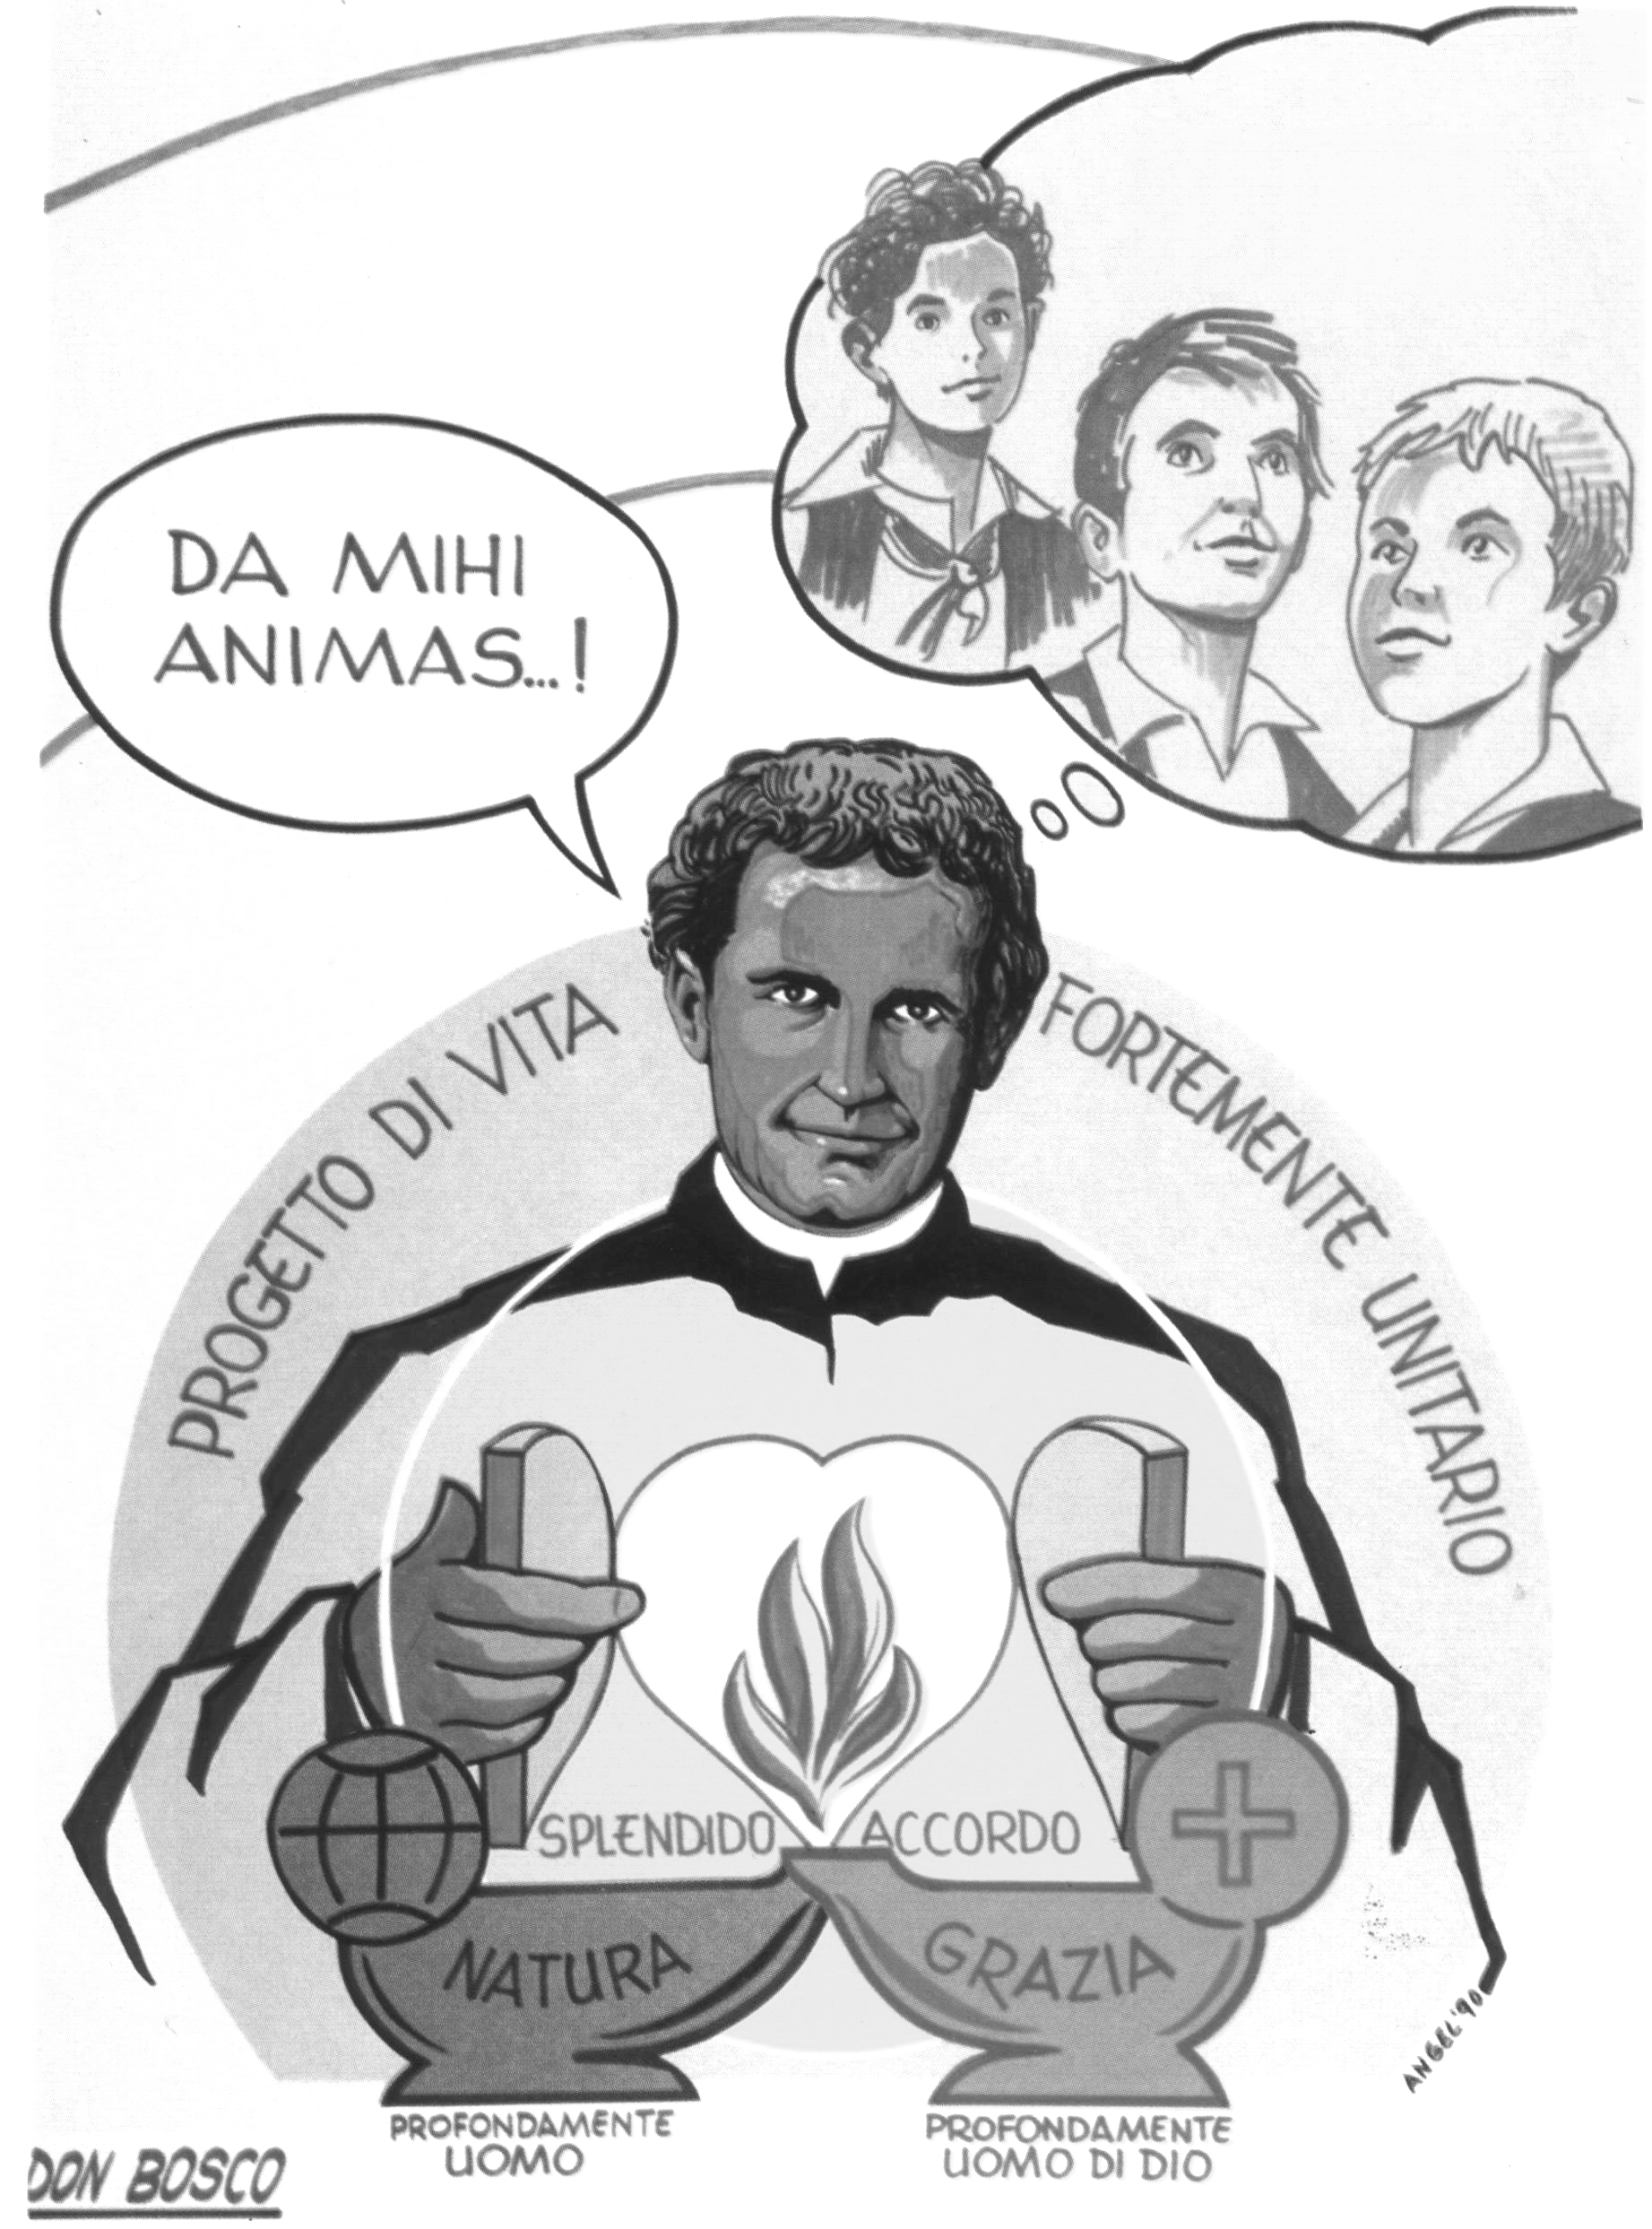 DA MIHI
ANIMAS...!
PROGETTO DI VITA
FORTEMENTE UNITARIO
SPLENDIDO ACCORDO
NATURA
GRAZIA
PROFONDAMENTE
UOMO
PROFONDAMENTE
UOMO DI DIO
ANGEL '90
DON BOSCO